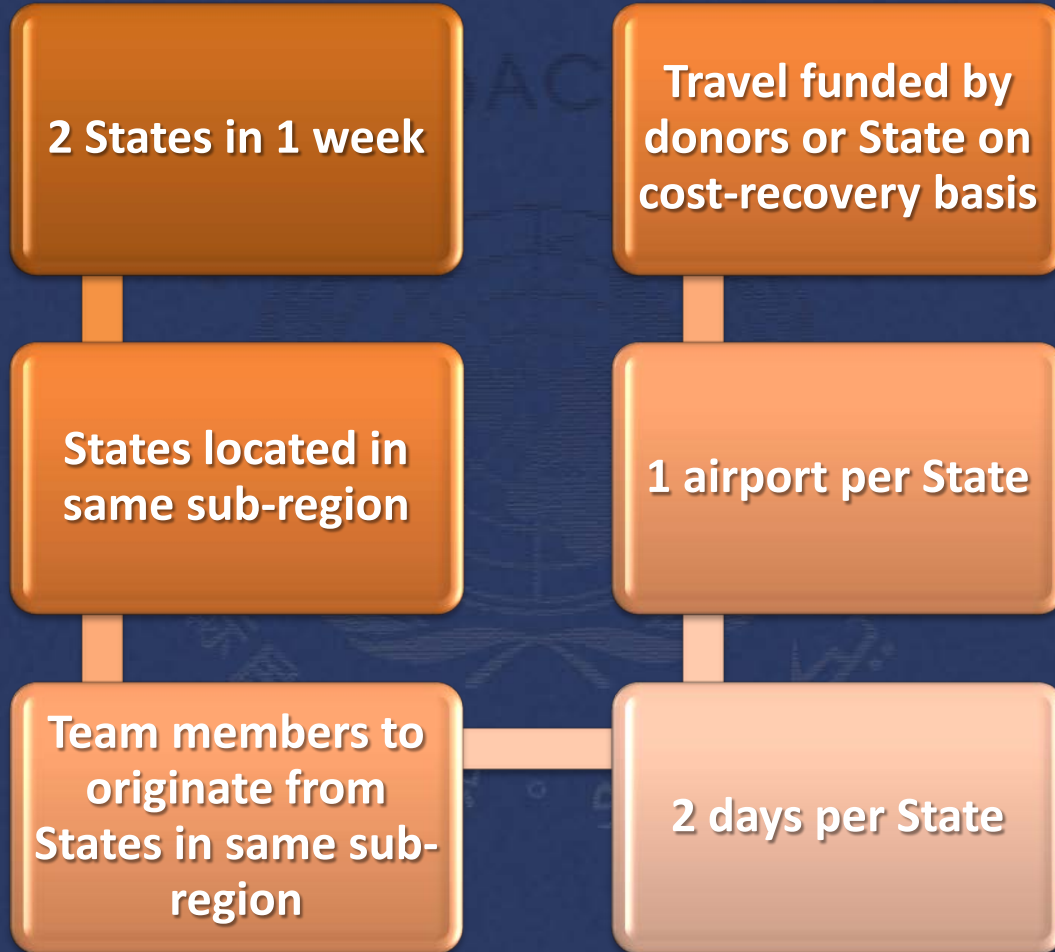 2 States in 1 week
States located in
same sub-region
Team members to
originate from
States in same sub-
region
2 days per State
1 airport per State
Travel funded by
donors or State on
cost-recovery basis